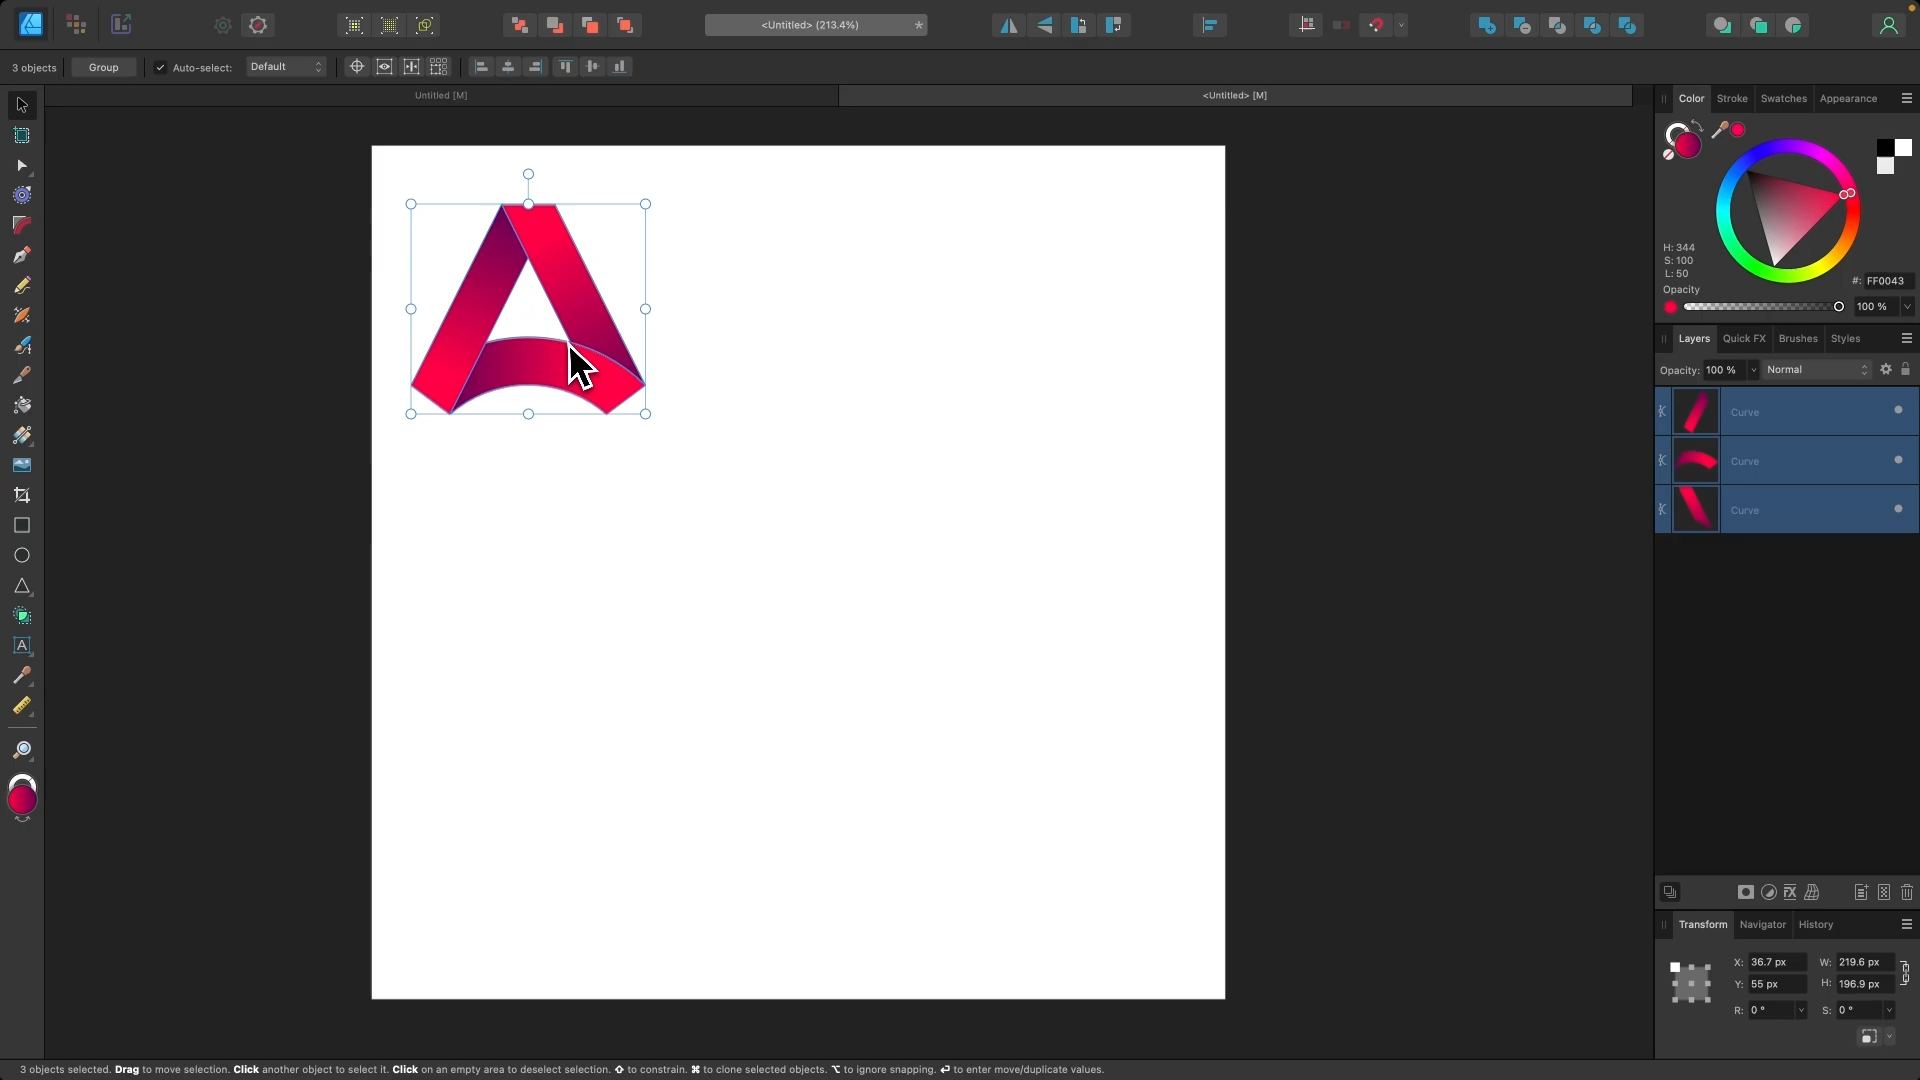 <Untitled> (213.4%)
*
3 objects
Group
Auto-select:
Default
Untitled [M]
<Untitled> [M]
Color
Stroke
Swatches
Appearance
H: 344
S: 100
L: 50
#: FF0043
Opacity
100 %
Layers
Quick FX
Brushes
Styles
Opacity: 100 %
Normal
Curve
Curve
Curve
A
Transform
Navigator
History
X: 36.7 px
W: 219.6 px
Y: 55 px
H: 196.9 px
R: 0 °
S: 0 °
3 objects selected. Drag to move selection. Click another object to select it. Click on an empty area to deselect selection. ⇧ to constrain. ⌘ to clone selected objects. ⌥ to ignore snapping. ↵ to enter move/duplicate values.